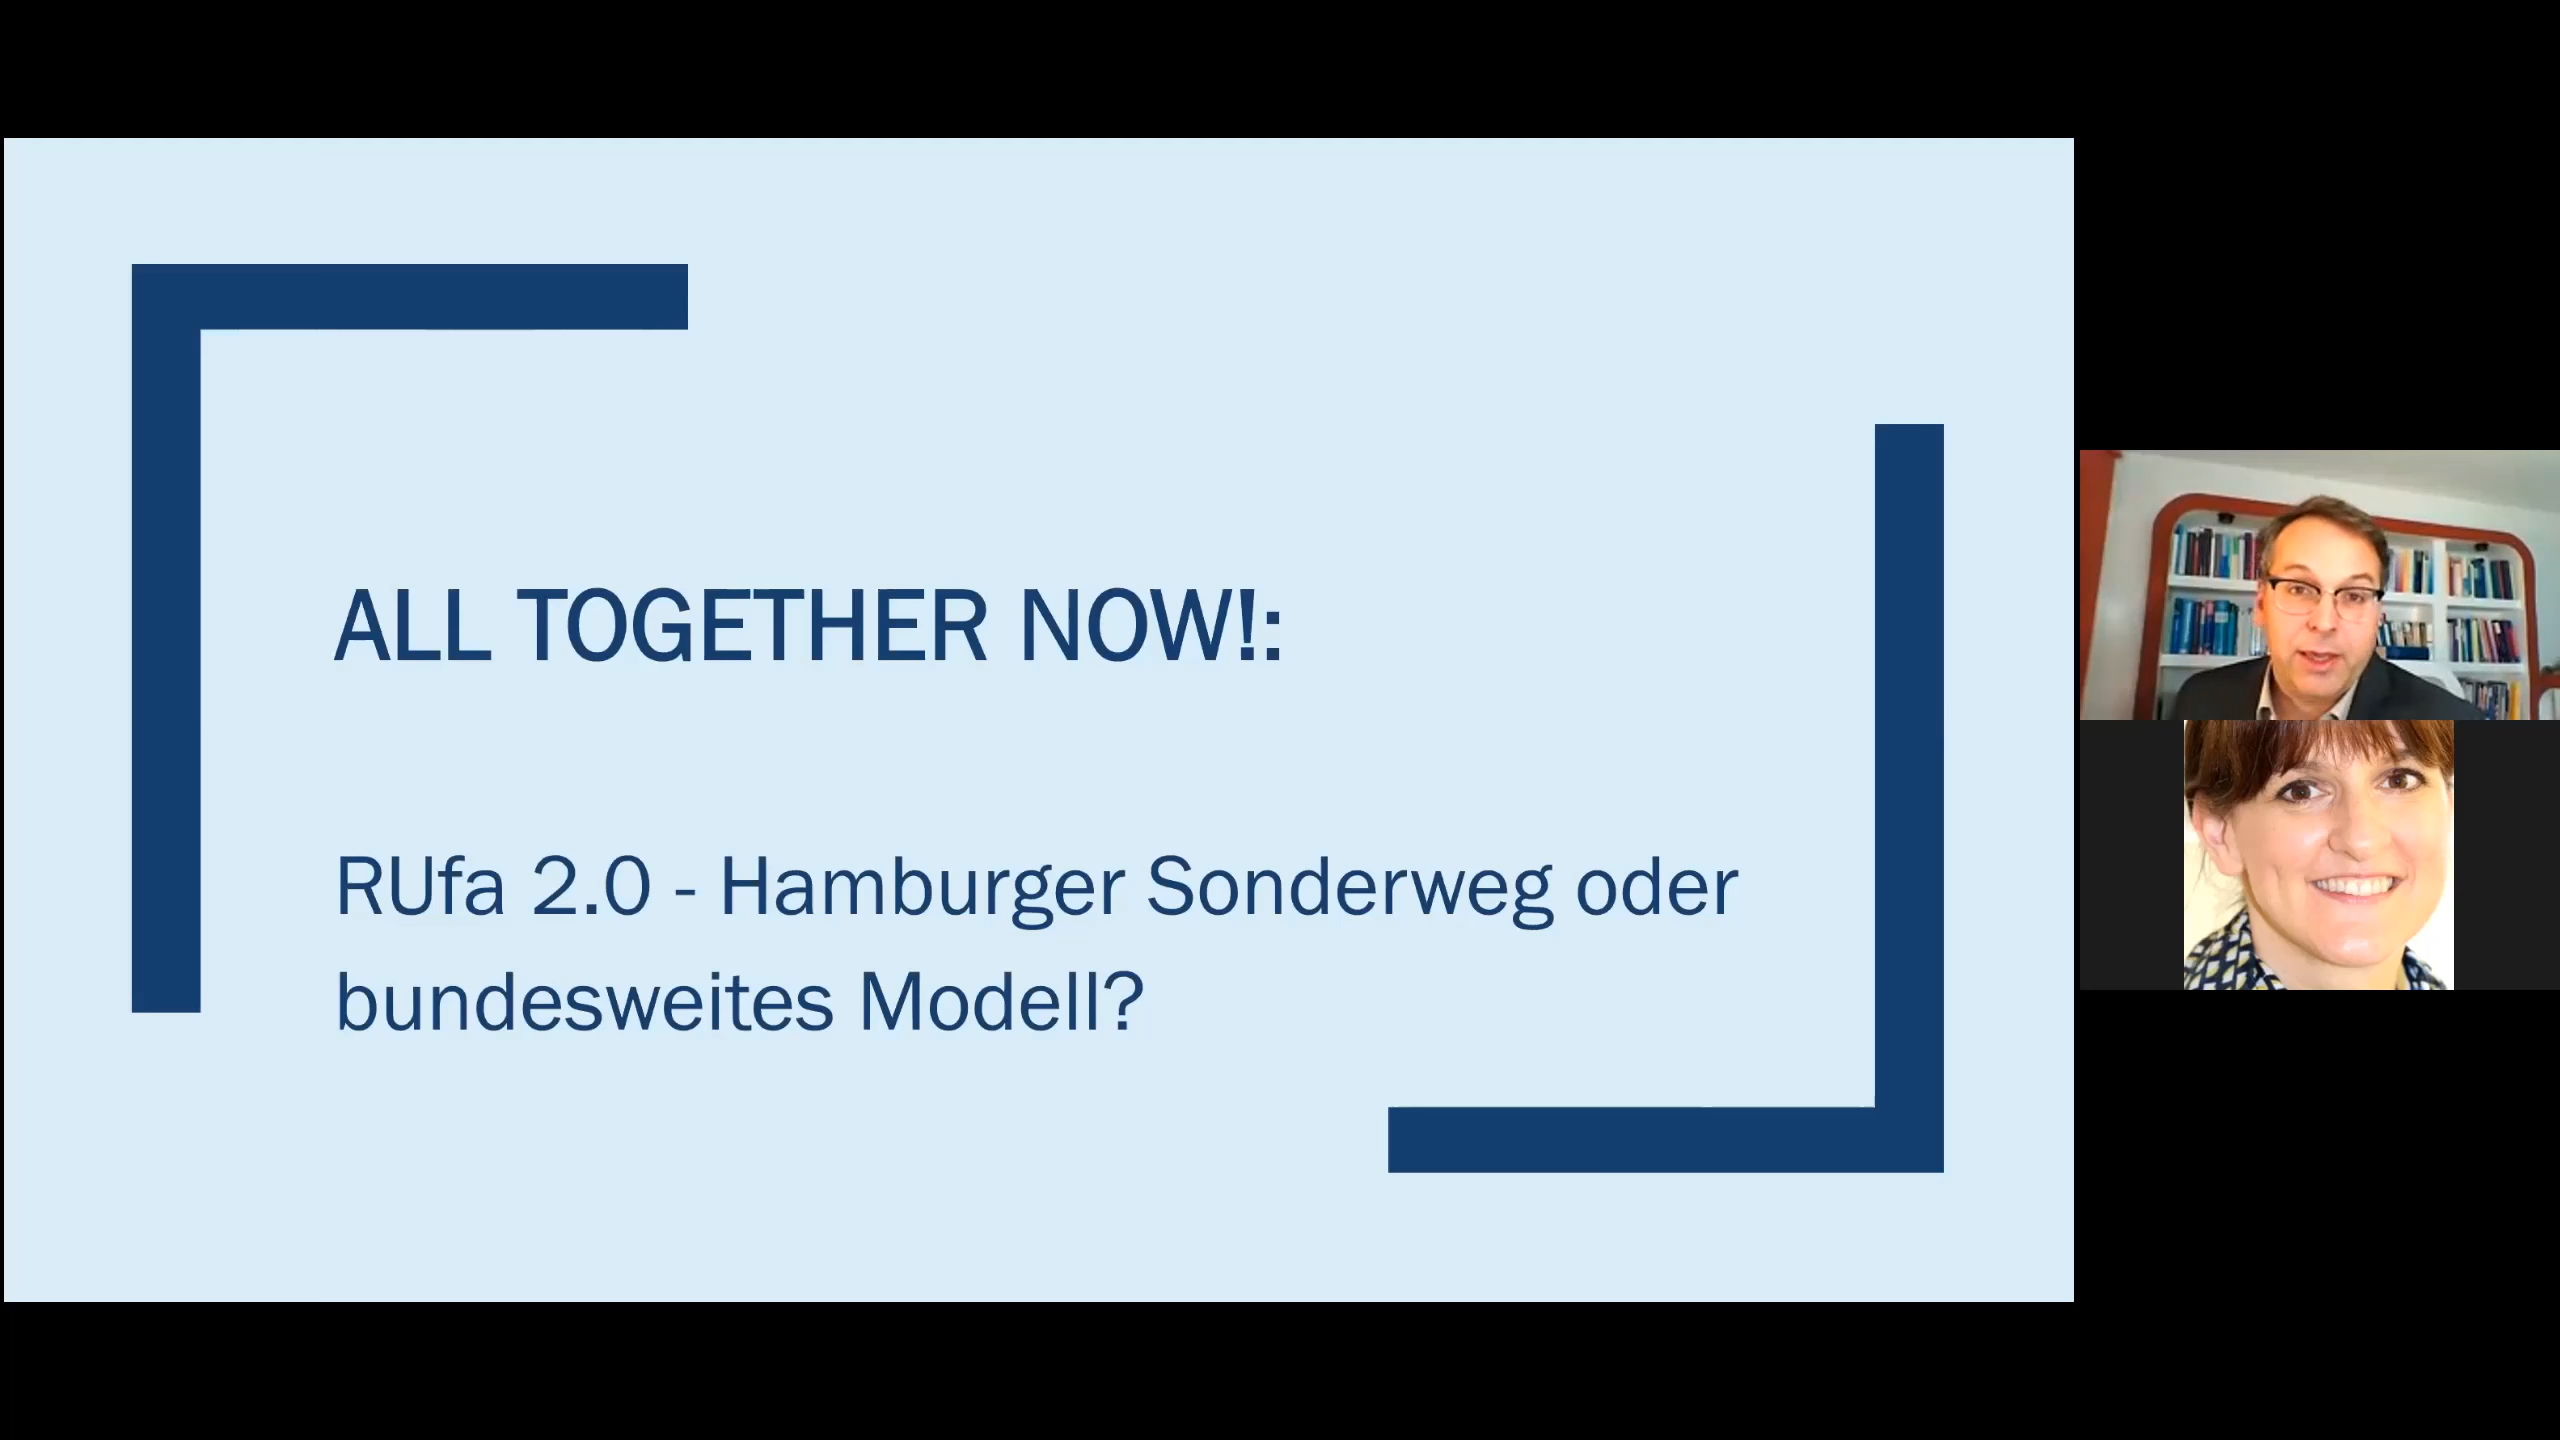 ALL TOGETHER NOW!:
RUfa 2.0 - Hamburger Sonderweg oder
bundesweites Modell?